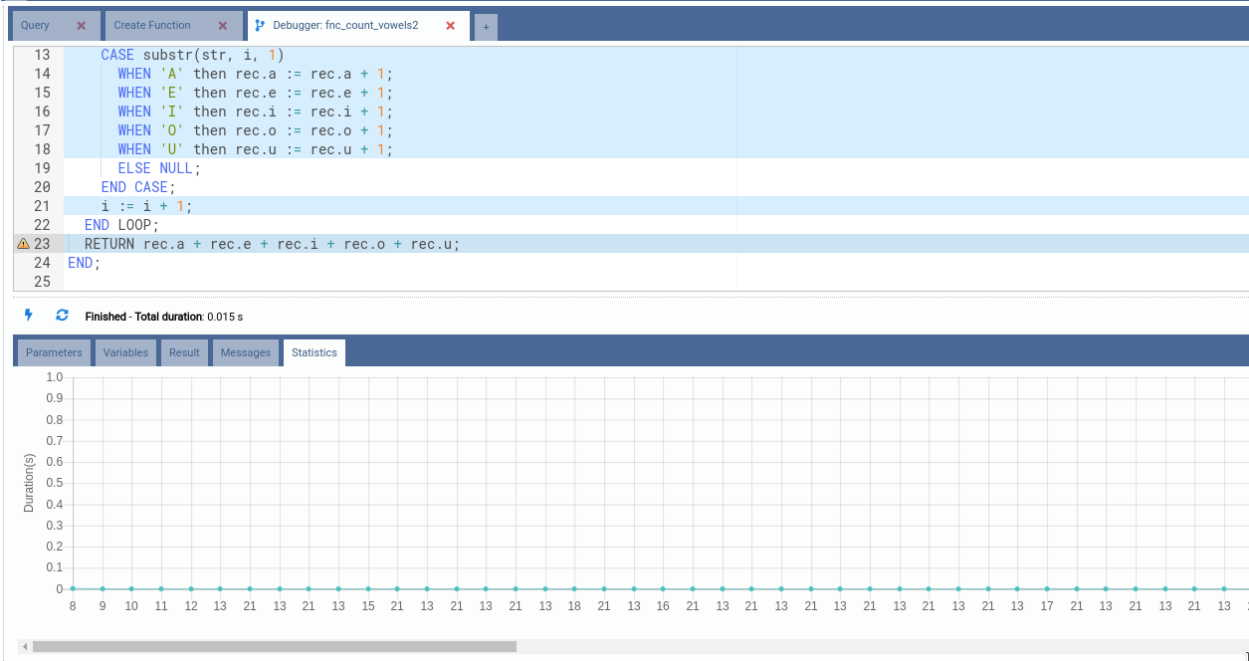 Query Create Function Debugger: fnc_count_vowels2 +
13 CASE substr(str, i, 1)
14 WHEN 'A' then rec.a := rec.a + 1;
15 WHEN 'E' then rec.e := rec.e + 1;
16 WHEN 'I' then rec.i := rec.i + 1;
17 WHEN 'O' then rec.o := rec.o + 1;
18 WHEN 'U' then rec.u := rec.u + 1;
19 ELSE NULL;
20 END CASE;
21 i := i + 1;
22 END LOOP;
23 RETURN rec.a + rec.e + rec.i + rec.o + rec.u;
24 END;
25
Finished - Total duration: 0.015 s
Parameters Variables Result Messages Statistics
Duration(s)
1.0
0.9
0.8
0.7
0.6
0.5
0.4
0.3
0.2
0.1
0
8 9 10 11 12 13 21 13 21 13 15 21 13 21 13 21 13 18 21 13 16 21 13 21 13 21 13 21 13 21 13 21 13 17 21 13 21 13 21 13